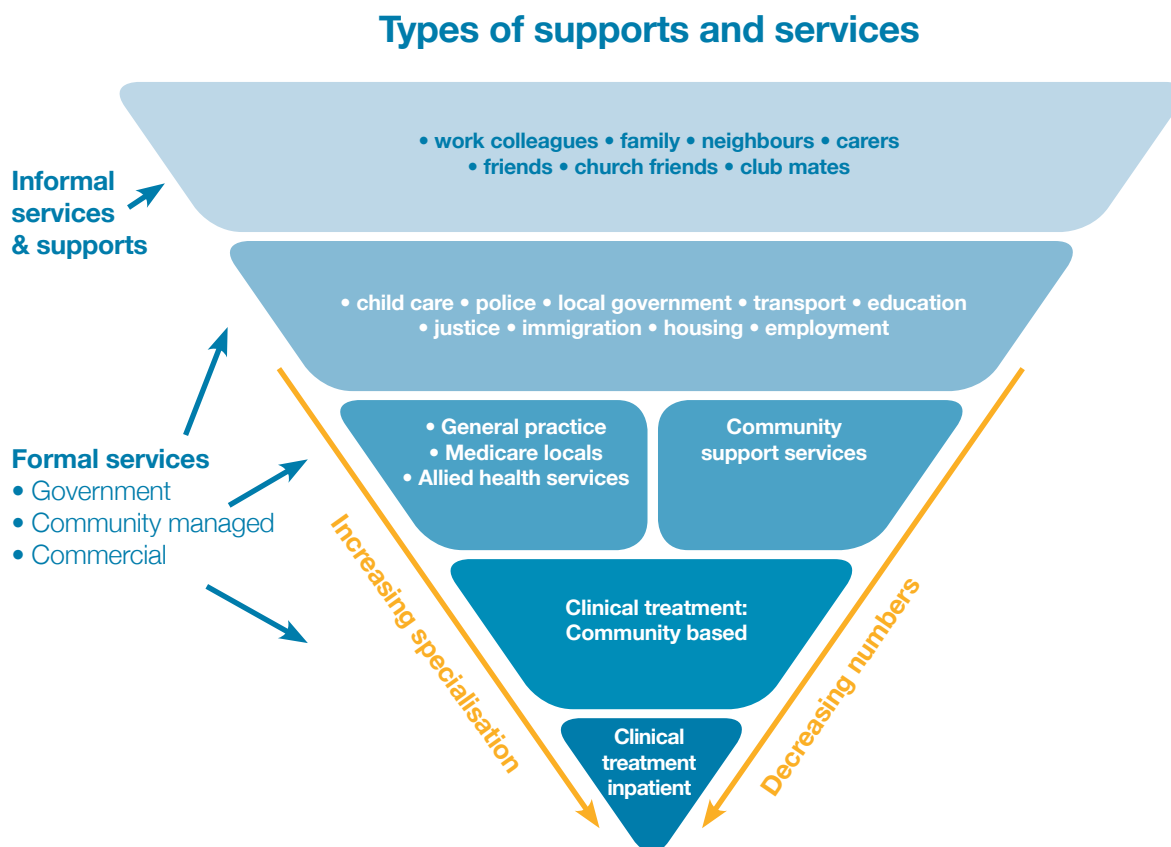 Types of supports and services
• work colleagues • family • neighbours • carers
• friends • church friends • club mates
Informal
services
& supports
• child care • police • local government • transport • education
• justice • immigration • housing • employment
• General practice
• Medicare locals
• Allied health services
Community
support services
Formal services
• Government
• Community managed
• Commercial
Increasing specialisation
Decreasing numbers
Clinical treatment:
Community based
Clinical
treatment
inpatient